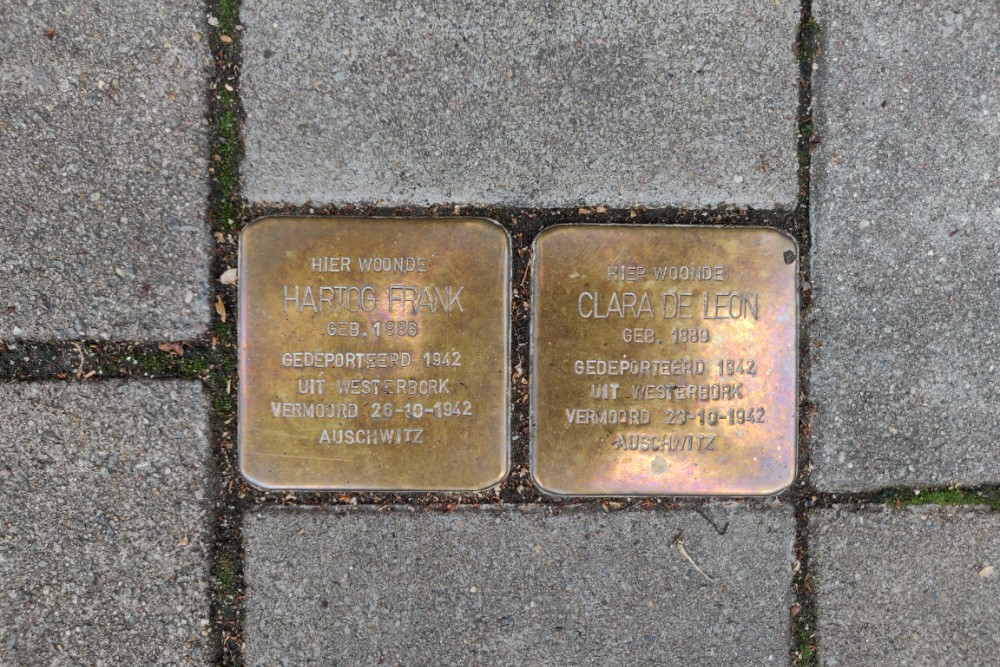 HIER WOONDE
HARTOG FRANK
GEB. 1886
GEDEPORTEERD 1942
UIT WESTERBORK
VERMOORD 26-10-1942
AUSCHWITZ
HIER WOONDE
CLARA DE LEON
GEB. 1889
GEDEPORTEERD 1942
UIT WESTERBORK
VERMOORD 23-10-1942
AUSCHWITZ